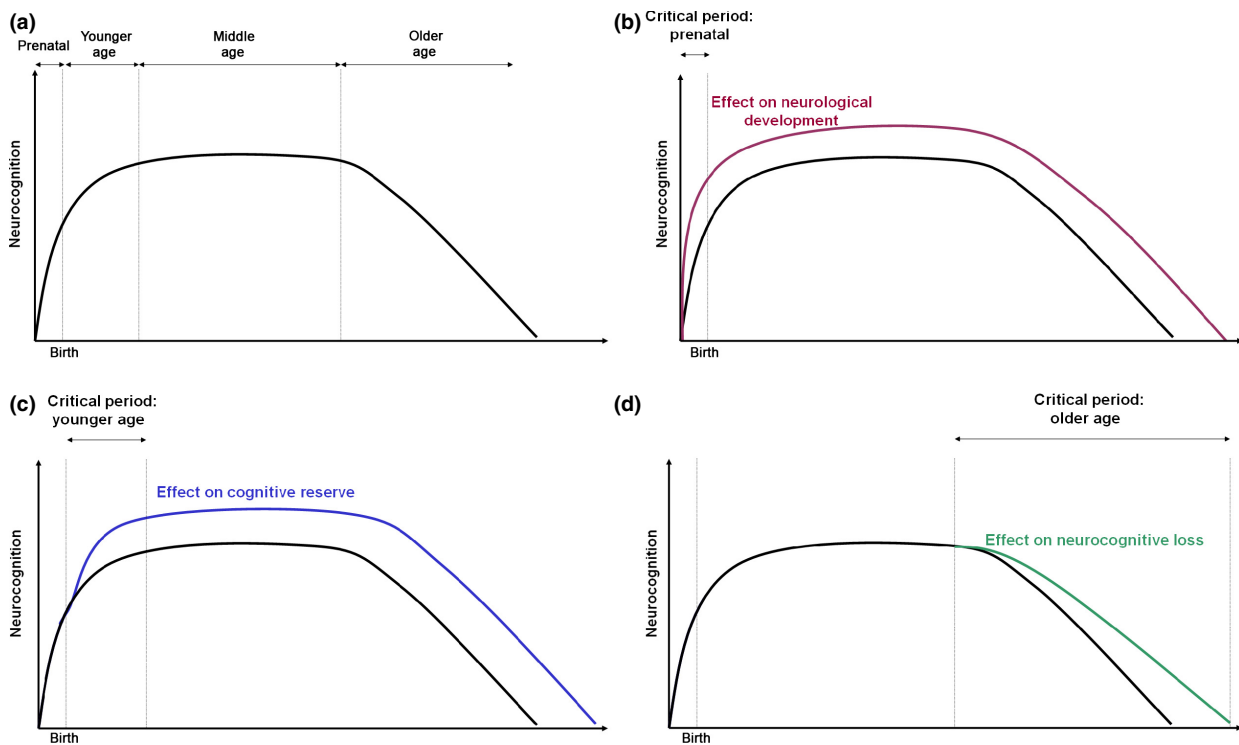 (a)
Prenatal
Younger
age
Middle
age
Older
age
Neurocognition
Birth
(b)
Critical period:
prenatal
Effect on neurological
development
Neurocognition
Birth
(c)
Critical period:
younger age
Effect on cognitive reserve
Neurocognition
Birth
(d)
Critical period:
older age
Effect on neurocognitive loss
Neurocognition
Birth